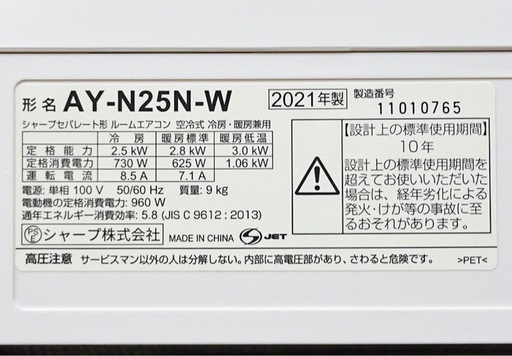 形名 AY-N25N-W 2021年製 製造番号 11010765
シャープセパレート形 ルームエアコン 空冷式 冷房・暖房兼用
冷房 暖房標準 暖房低温
定格能力 2.5 kW 2.8 kW 3.0 kW
定格消費電力 730 W 625 W 1.06 kW
運転電流 8.5 A 7.1 A
電源: 単相 100 V 50/60 Hz 質量: 9 kg
電動機の定格消費電力: 960 W
通年エネルギー消費効率: 5.8 (JIS C 9612 : 2013)
PSE シャープ株式会社 MADE IN CHINA S JET
【設計上の標準使用期間】
10 年
設計上の標準使用期間を
超えてお使いいただいた
場合は、経年劣化による
発火・けが等の事故に至
るおそれがあります。
高圧注意 サービスマン以外の人は分解しない。内部に高電圧部があり、さわると危険です。 >PET<